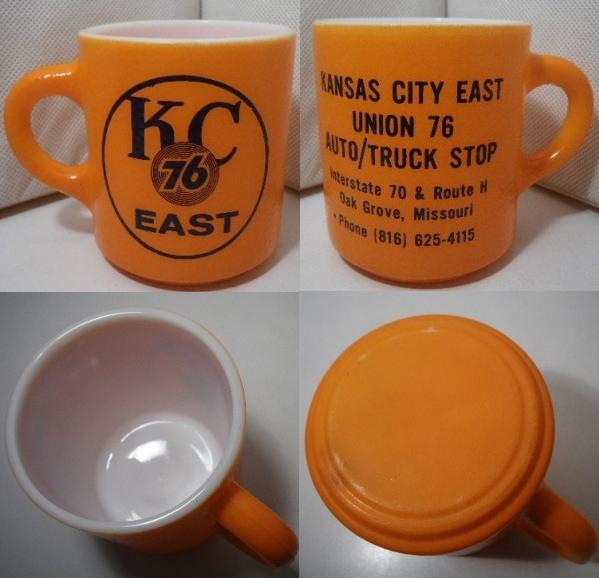 KC
76
EAST
KANSAS CITY EAST
UNION 76
AUTO/TRUCK STOP
Interstate 70 & Route H
Oak Grove, Missouri
• Phone (816) 625-4115